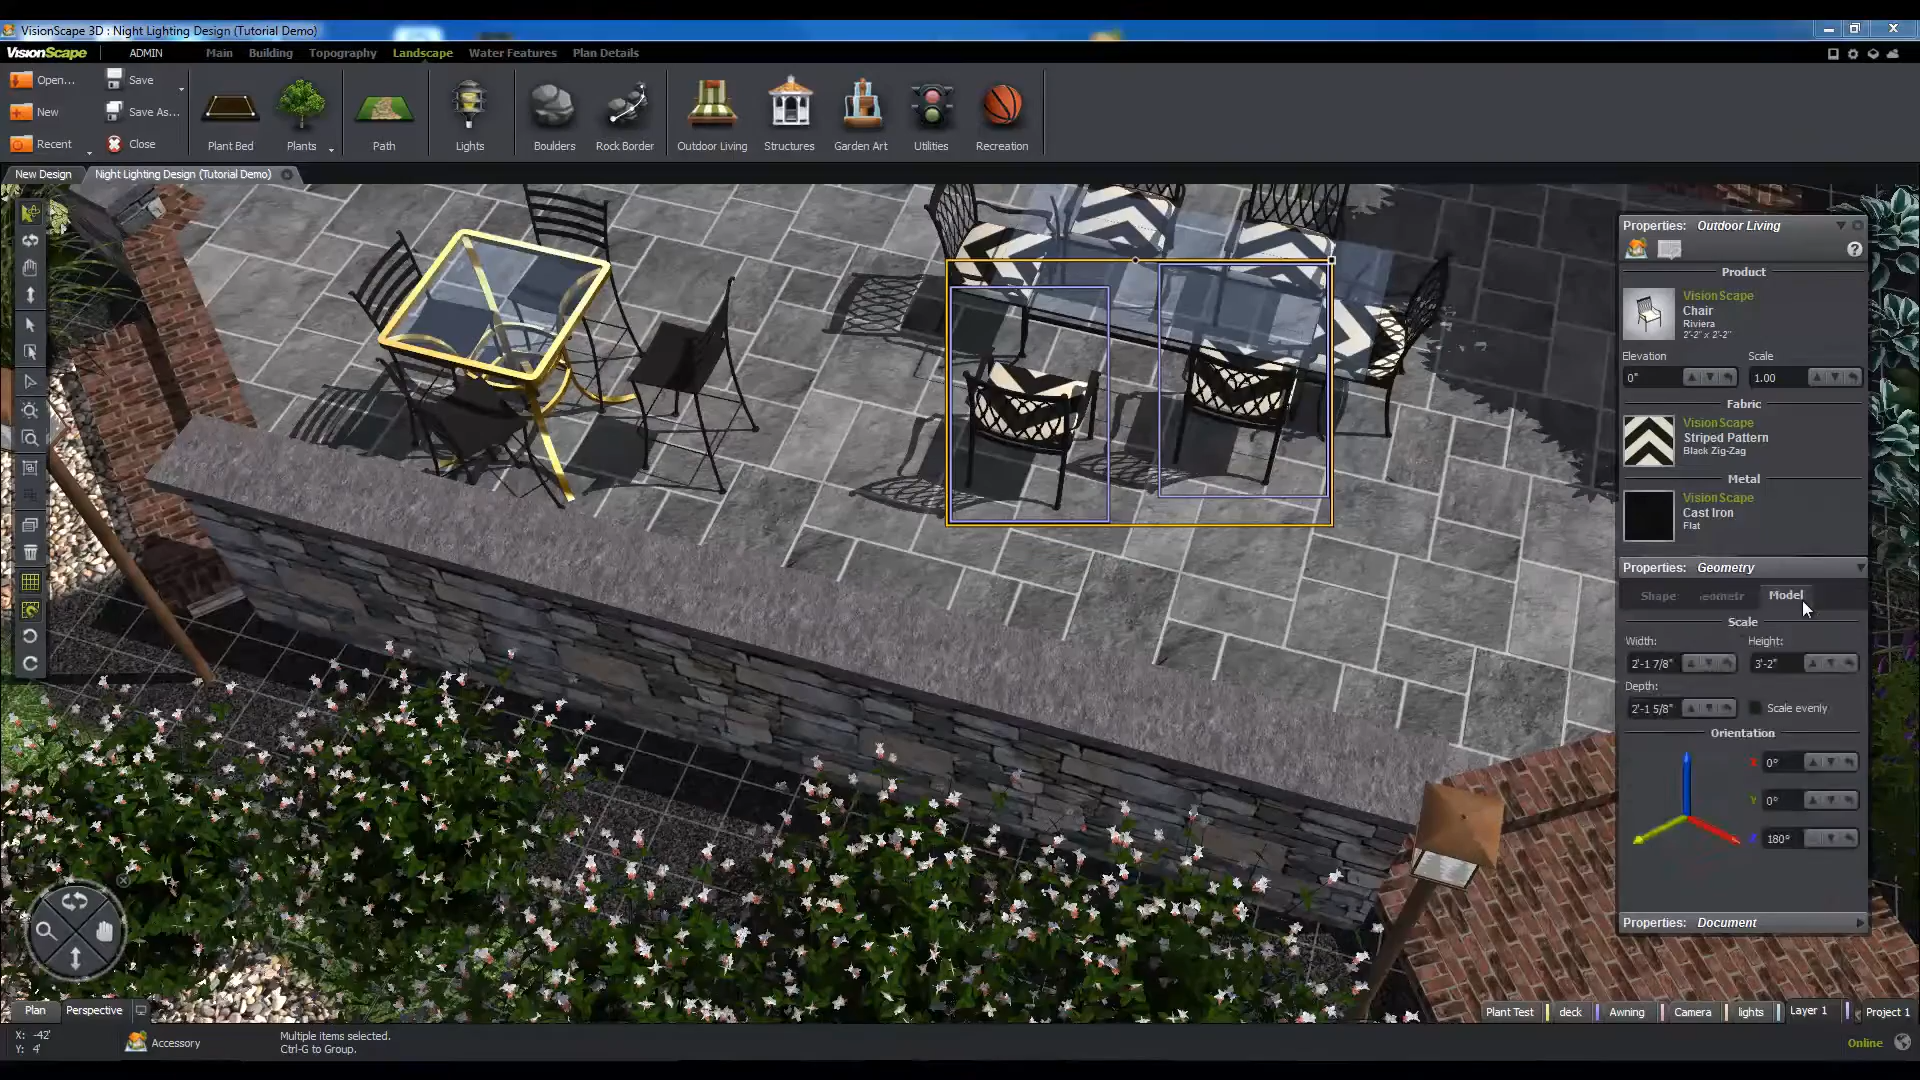 VisionScape 3D : Night Lighting Design (Tutorial Demo)
VisionScape ADMIN Main Building Topography Landscape Water Features Plan Details
Open... Save
New Save As...
Recent Close
Plant Bed Plants Path Lights Boulders Rock Border Outdoor Living Structures Garden Art Utilities Recreation
New Design Night Lighting Design (Tutorial Demo)
Properties: Outdoor Living
?
Product
VisionScape
Chair
Riviera
2'-2" x 2'-2"
Elevation Scale
0" 1.00
Fabric
VisionScape
Striped Pattern
Black Zig-Zag
Metal
VisionScape
Cast Iron
Flat
Properties: Geometry
Shape eometr Model
Scale
Width: Height:
2'-1 7/8" 3'-2"
Depth:
2'-1 5/8" Scale evenly
Orientation
X 0°
Y 0°
180°
Properties: Document
Plan Perspective
Plant Test deck Awning Camera lights Layer 1 Project 1
X: -42'
Y: 4'
Accessory
Multiple items selected.
Ctrl-G to Group.
Online